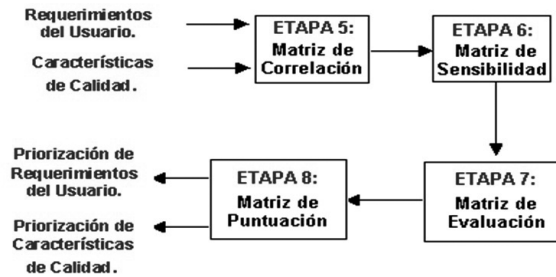 Requerimientos
del Usuario.
Características
de Calidad.
ETAPA 5:
Matriz de
Correlación
ETAPA 6:
Matriz de
Sensibilidad
Priorización de
Requerimientos
del Usuario.
Priorización de
Características
de Calidad.
ETAPA 8:
Matriz de
Puntuación
ETAPA 7:
Matriz de
Evaluación